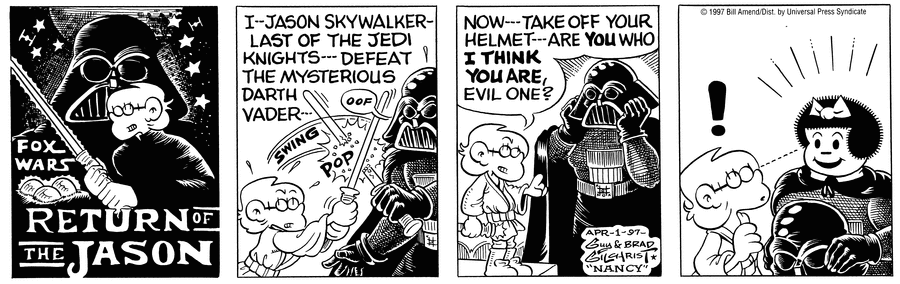 FOX
WARS
RETURN OF
THE JASON
I--JASON SKYWALKER-
LAST OF THE JEDI
KNIGHTS--- DEFEAT
THE MYSTERIOUS
DARTH
VADER---
OOF
SWING
POP
NOW---TAKE OFF YOUR
HELMET---ARE YOU WHO
I THINK
YOU ARE,
EVIL ONE?
APR-1-97-
GUY & BRAD
GILCHRIST
"NANCY"
© 1997 Bill Amend/Dist. by Universal Press Syndicate
!